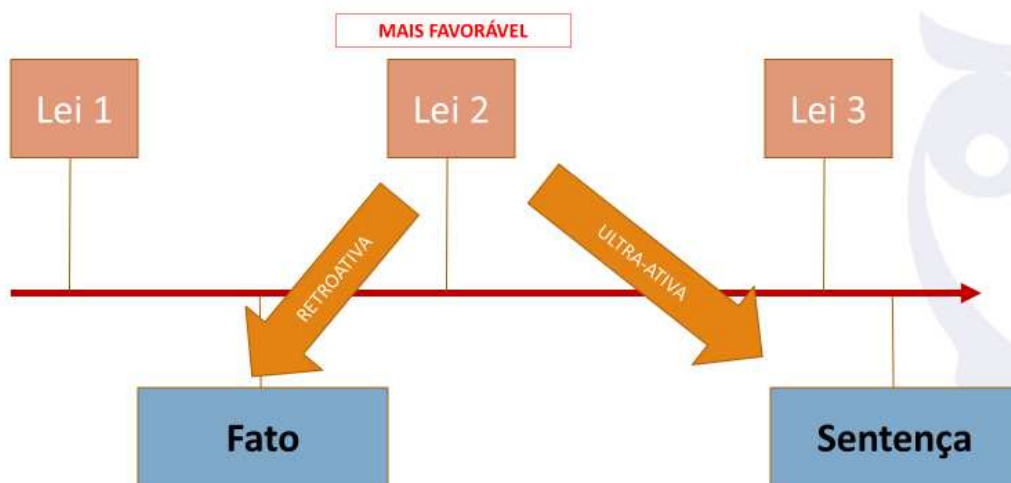 MAIS FAVORÁVEL
Lei 1
Lei 2
Lei 3
RETROATIVA
ULTRA-ATIVA
Fato
Sentença